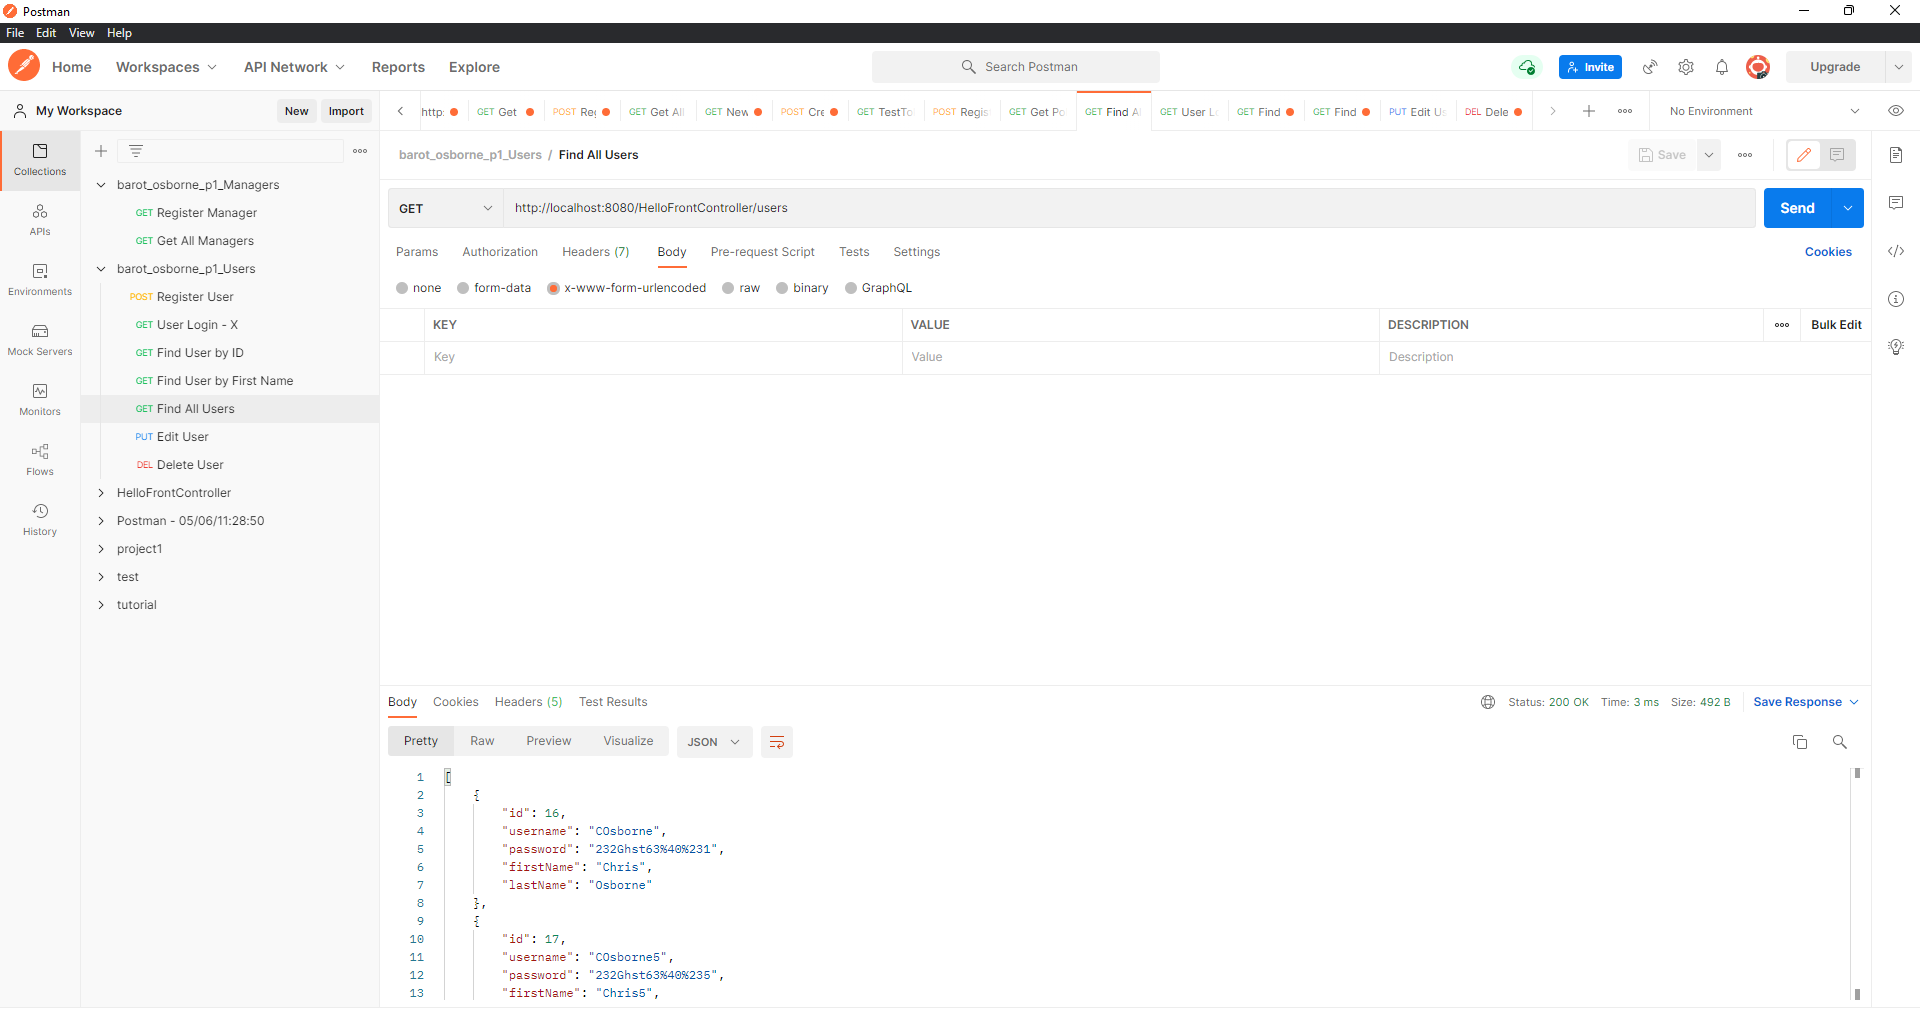 Postman
File Edit View Help
Home Workspaces API Network Reports Explore Search Postman Invite Upgrade
My Workspace New Import
http: GET Get POST Reg GET Get All GET New POST Cre GET TestTo POST Regis GET Get Po GET Find A GET User L GET Find GET Find PUT Edit Us DEL Dele No Environment
barot_osborne_p1_Users / Find All Users Save
GET http://localhost:8080/HelloFrontController/users Send
Params Authorization Headers (7) Body Pre-request Script Tests Settings Cookies
none form-data x-www-form-urlencoded raw binary GraphQL
KEY VALUE DESCRIPTION Bulk Edit
Key Value Description
Collections
APIs
Environments
Mock Servers
Monitors
Flows
History
barot_osborne_p1_Managers
GET Register Manager
GET Get All Managers
barot_osborne_p1_Users
POST Register User
GET User Login - X
GET Find User by ID
GET Find User by First Name
GET Find All Users
PUT Edit User
DEL Delete User
HelloFrontController
Postman - 05/06/11:28:50
project1
test
tutorial
Body Cookies Headers (5) Test Results Status: 200 OK Time: 3 ms Size: 492 B Save Response
Pretty Raw Preview Visualize JSON
1 [
2 {
3 "id": 16,
4 "username": "COsborne",
5 "password": "232Ghst63%40%231",
6 "firstName": "Chris",
7 "lastName": "Osborne"
8 },
9 {
10 "id": 17,
11 "username": "COsborne5",
12 "password": "232Ghst63%40%235",
13 "firstName": "Chris5",